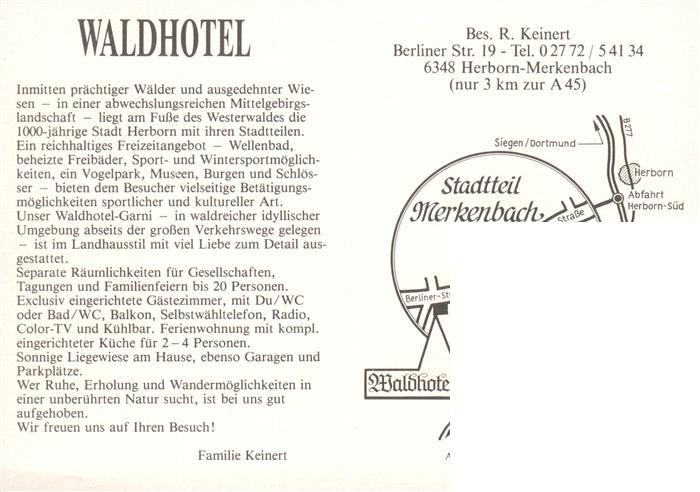 WALDHOTEL
Inmitten prächtiger Wälder und ausgedehnter Wie-
sen – in einer abwechslungsreichen Mittelgebirgs-
landschaft – liegt am Fuße des Westerwaldes die
1000-jährige Stadt Herborn mit ihren Stadtteilen.
Ein reichhaltiges Freizeitangebot – Wellenbad,
beheizte Freibäder, Sport- und Wintersportmöglich-
keiten, ein Vogelpark, Museen, Burgen und Schlös-
ser – bieten dem Besucher vielseitige Betätigungs-
möglichkeiten sportlicher und kultureller Art.
Unser Waldhotel-Garni – in waldreicher idyllischer
Umgebung abseits der großen Verkehrswege gelegen
– ist im Landhausstil mit viel Liebe zum Detail aus-
gestattet.
Separate Räumlichkeiten für Gesellschaften,
Tagungen und Familienfeiern bis 20 Personen.
Exclusiv eingerichtete Gästezimmer, mit Du/WC
oder Bad/WC, Balkon, Selbstwähltelefon, Radio,
Color-TV und Kühlbar. Ferienwohnung mit kompl.
eingerichteter Küche für 2–4 Personen.
Sonnige Liegewiese am Hause, ebenso Garagen und
Parkplätze.
Wer Ruhe, Erholung und Wandermöglichkeiten in
einer unberührten Natur sucht, ist bei uns gut
aufgehoben.
Wir freuen uns auf Ihren Besuch!
Familie Keinert
Bes. R. Keinert
Berliner Str. 19 - Tel. 0 27 72 / 5 41 34
6348 Herborn-Merkenbach
(nur 3 km zur A 45)
B 277
Siegen/Dortmund
Herborn
Stadtteil
Merkenbach
Abfahrt
Herborn-Süd
Straße
Berliner-St
Waldhote